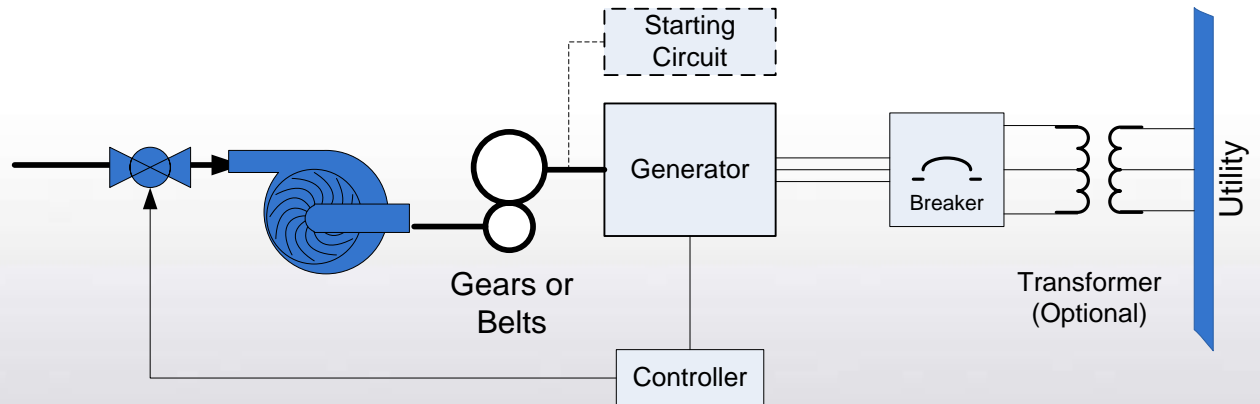 Starting
Circuit
Generator
Breaker
Utility
Gears or
Belts
Transformer
(Optional)
Controller